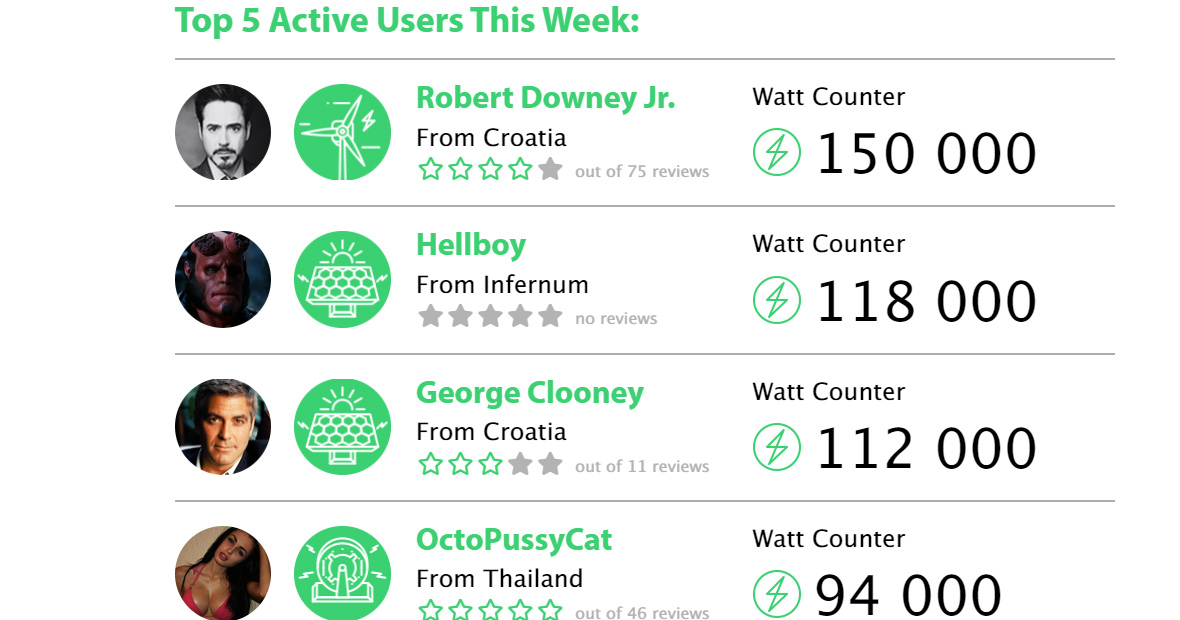 Top 5 Active Users This Week:
Robert Downey Jr.
From Croatia
out of 75 reviews
Watt Counter
150 000
Hellboy
From Infernum
no reviews
Watt Counter
118 000
George Clooney
From Croatia
out of 11 reviews
Watt Counter
112 000
OctoPussyCat
From Thailand
out of 46 reviews
Watt Counter
94 000